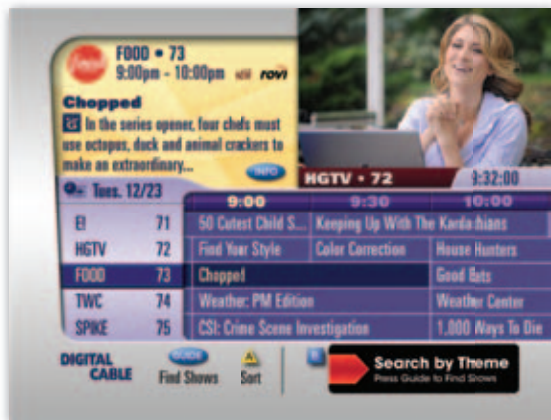 FOOD • 73
9:00pm - 10:00pm rovi
Chopped
In the series opener, four chefs must
use octopus, duck and animal crackers to
make an extraordinary...
INFO
HGTV • 72 9:32:00
Tues. 12/23 9:00 9:30 10:00
E! 71 50 Cutest Child S... Keeping Up With The Kardashians
HGTV 72 Find Your Style Color Correction House Hunters
FOOD 73 Chopped Good Eats
TWC 74 Weather: PM Edition Weather Center
SPIKE 75 CSI: Crime Scene Investigation 1,000 Ways To Die
DIGITAL CABLE
GUIDE Find Shows
A Sort
Search by Theme
Press Guide to Find Shows